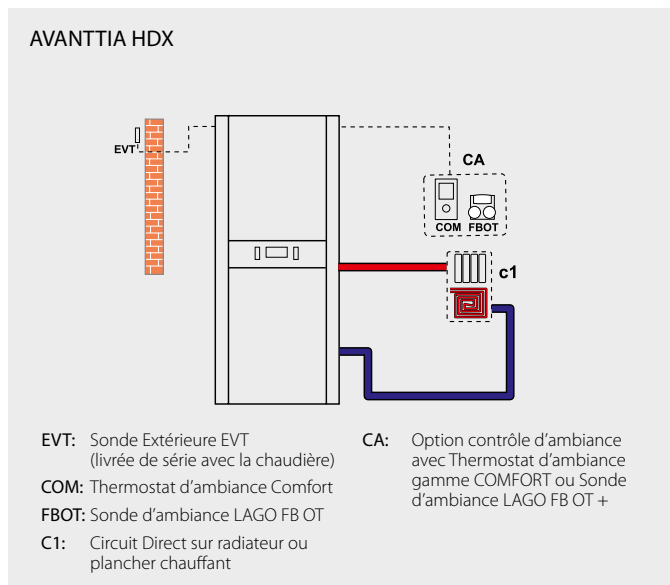 AVANTTIA HDX
EVT
CA
COM FBOT
c1
EVT: Sonde Extérieure EVT
(livrée de série avec la chaudière)
COM: Thermostat d'ambiance Comfort
FBOT: Sonde d'ambiance LAGO FB OT
C1: Circuit Direct sur radiateur ou
plancher chauffant
CA: Option contrôle d'ambiance
avec Thermostat d'ambiance
gamme COMFORT ou Sonde
d'ambiance LAGO FB OT +